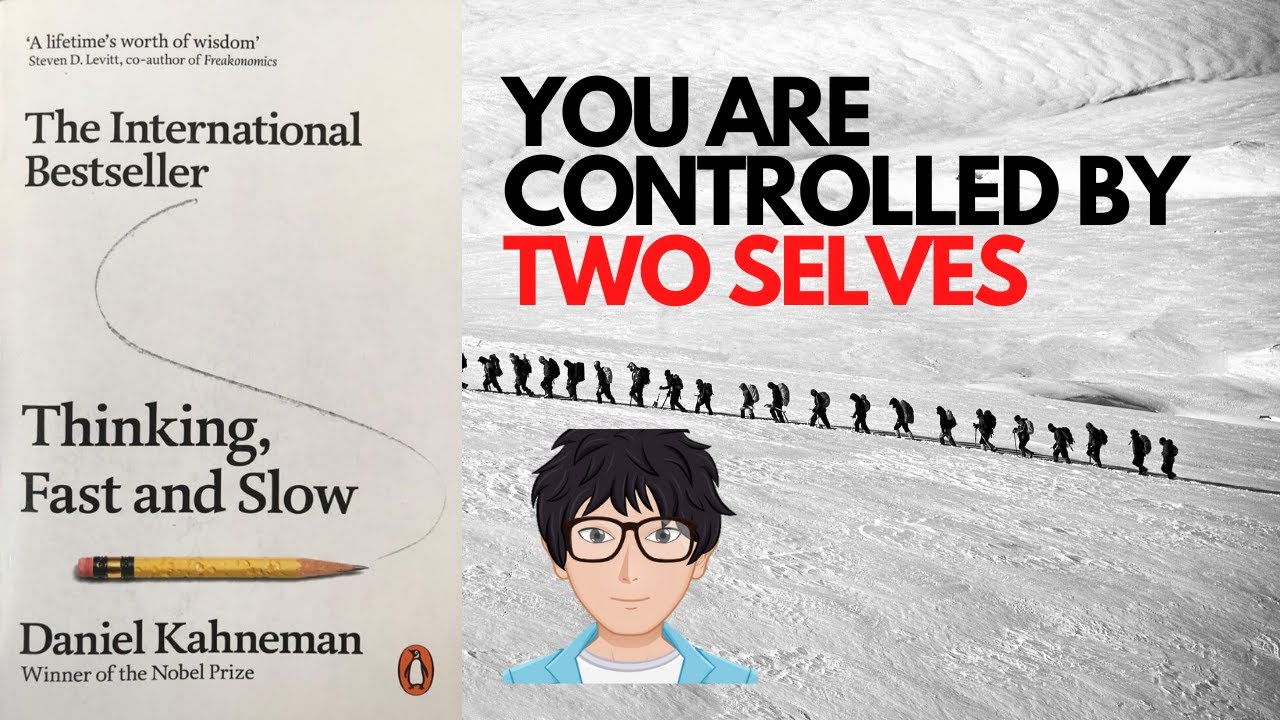 ‘A lifetime’s worth of wisdom’
Steven D. Levitt, co-author of Freakonomics
The International
Bestseller
Thinking,
Fast and Slow
Daniel Kahneman
Winner of the Nobel Prize
YOU ARE
CONTROLLED BY
TWO SELVES